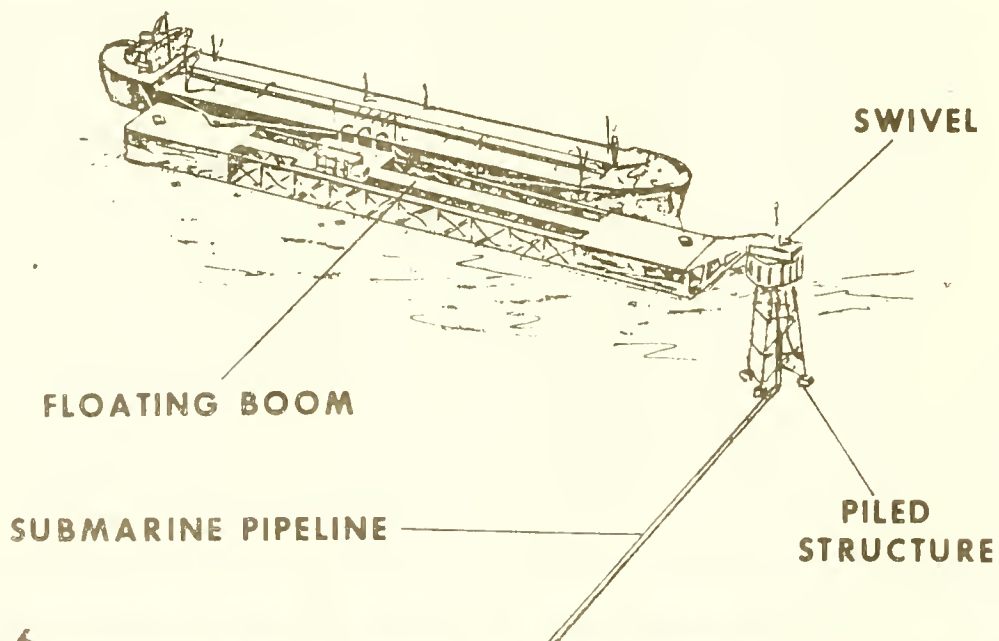 SWIVEL
FLOATING BOOM
SUBMARINE PIPELINE
PILED
STRUCTURE